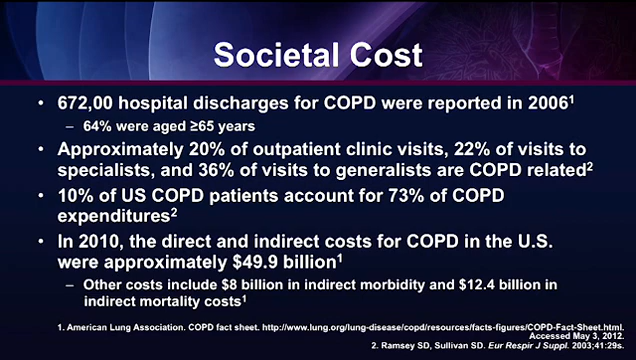 Societal Cost
• 672,00 hospital discharges for COPD were reported in 2006¹
– 64% were aged ≥65 years
• Approximately 20% of outpatient clinic visits, 22% of visits to
specialists, and 36% of visits to generalists are COPD related²
• 10% of US COPD patients account for 73% of COPD
expenditures²
• In 2010, the direct and indirect costs for COPD in the U.S.
were approximately $49.9 billion¹
– Other costs include $8 billion in indirect morbidity and $12.4 billion in
indirect mortality costs¹
1. American Lung Association. COPD fact sheet. http://www.lung.org/lung-disease/copd/resources/facts-figures/COPD-Fact-Sheet.html.
Accessed May 3, 2012.
2. Ramsey SD, Sullivan SD. Eur Respir J Suppl. 2003;41:29s.